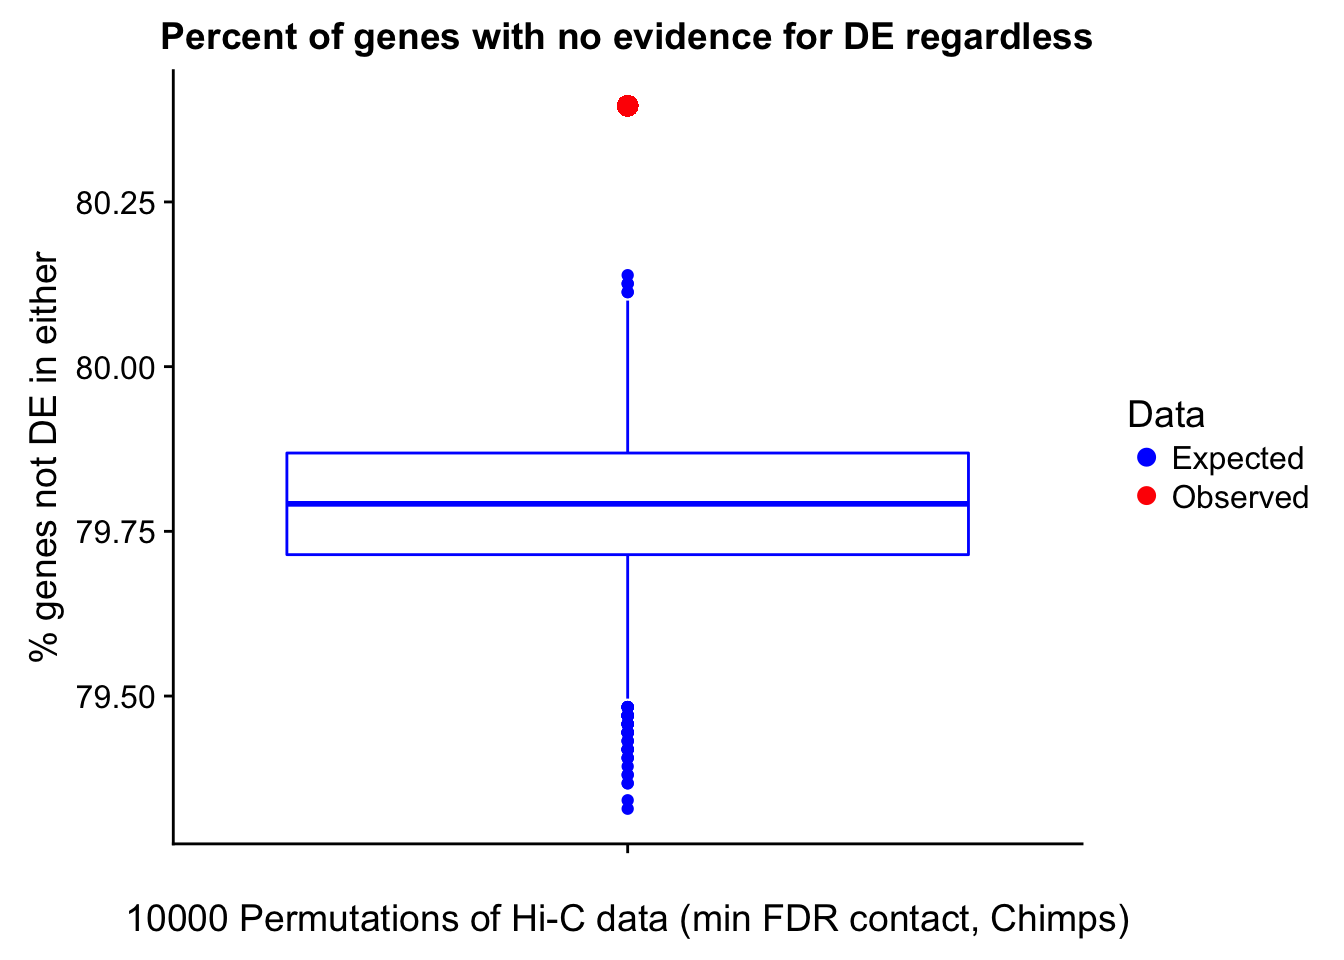 Percent of genes with no evidence for DE regardless
% genes not DE in either
80.25
80.00
79.75
79.50
10000 Permutations of Hi-C data (min FDR contact, Chimps)
Data
Expected
Observed